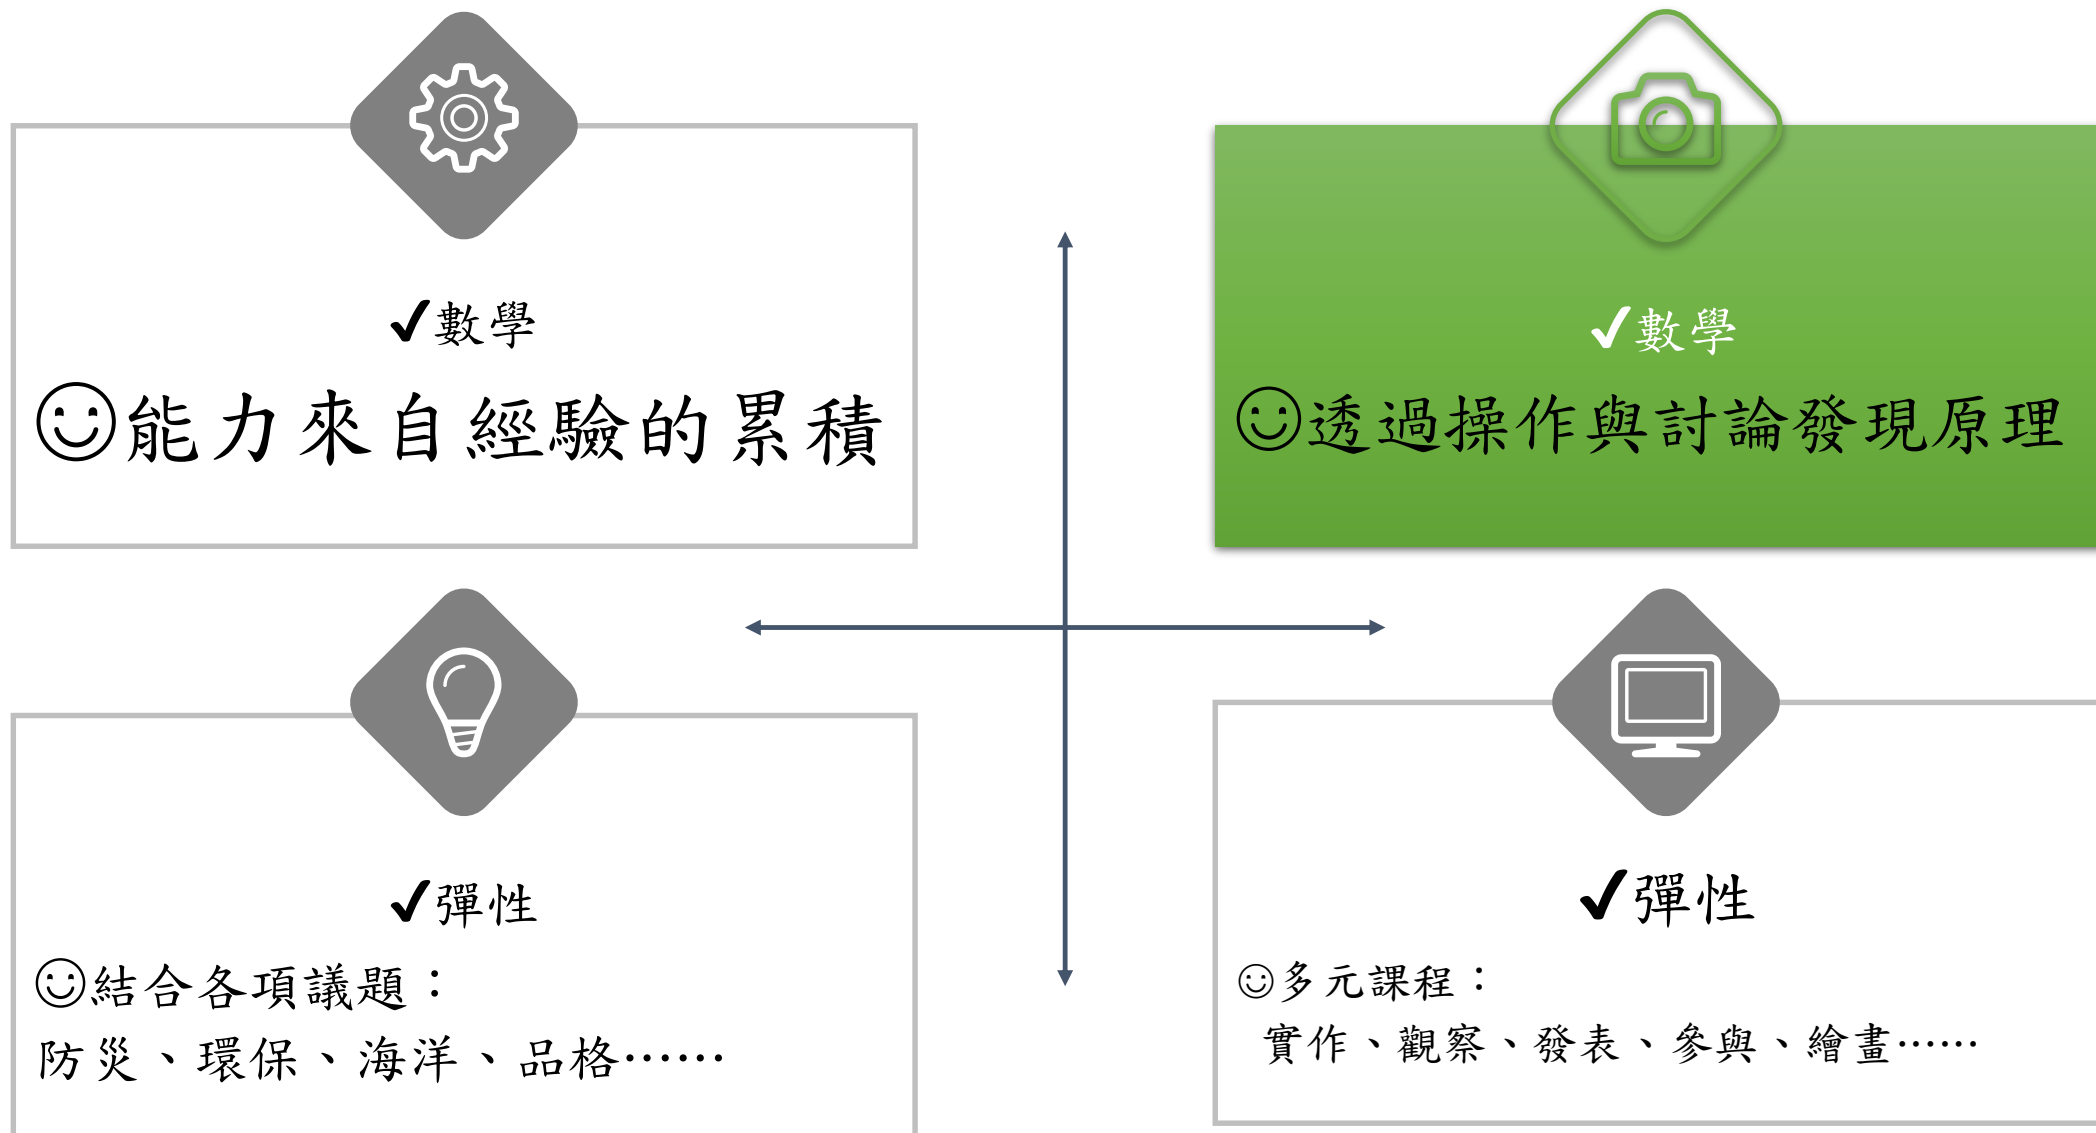 ✔數學
☺能力來自經驗的累積
✔數學
☺透過操作與討論發現原理
✔彈性
☺結合各項議題：
防災、環保、海洋、品格……
✔彈性
☺多元課程：
實作、觀察、發表、參與、繪畫……